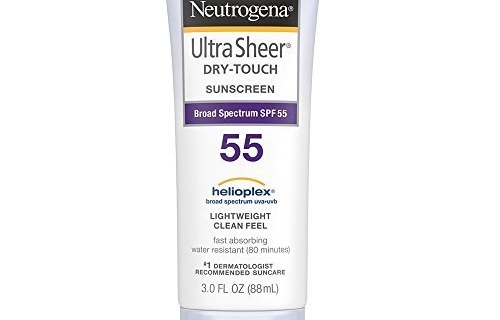 Neutrogena®
Ultra Sheer®
DRY-TOUCH
SUNSCREEN
Broad Spectrum SPF 55
55
helioplex®
broad spectrum uva-uvb
LIGHTWEIGHT
CLEAN FEEL
fast absorbing
water resistant (80 minutes)
#1 DERMATOLOGIST
RECOMMENDED SUNCARE
3.0 FL OZ (88mL)